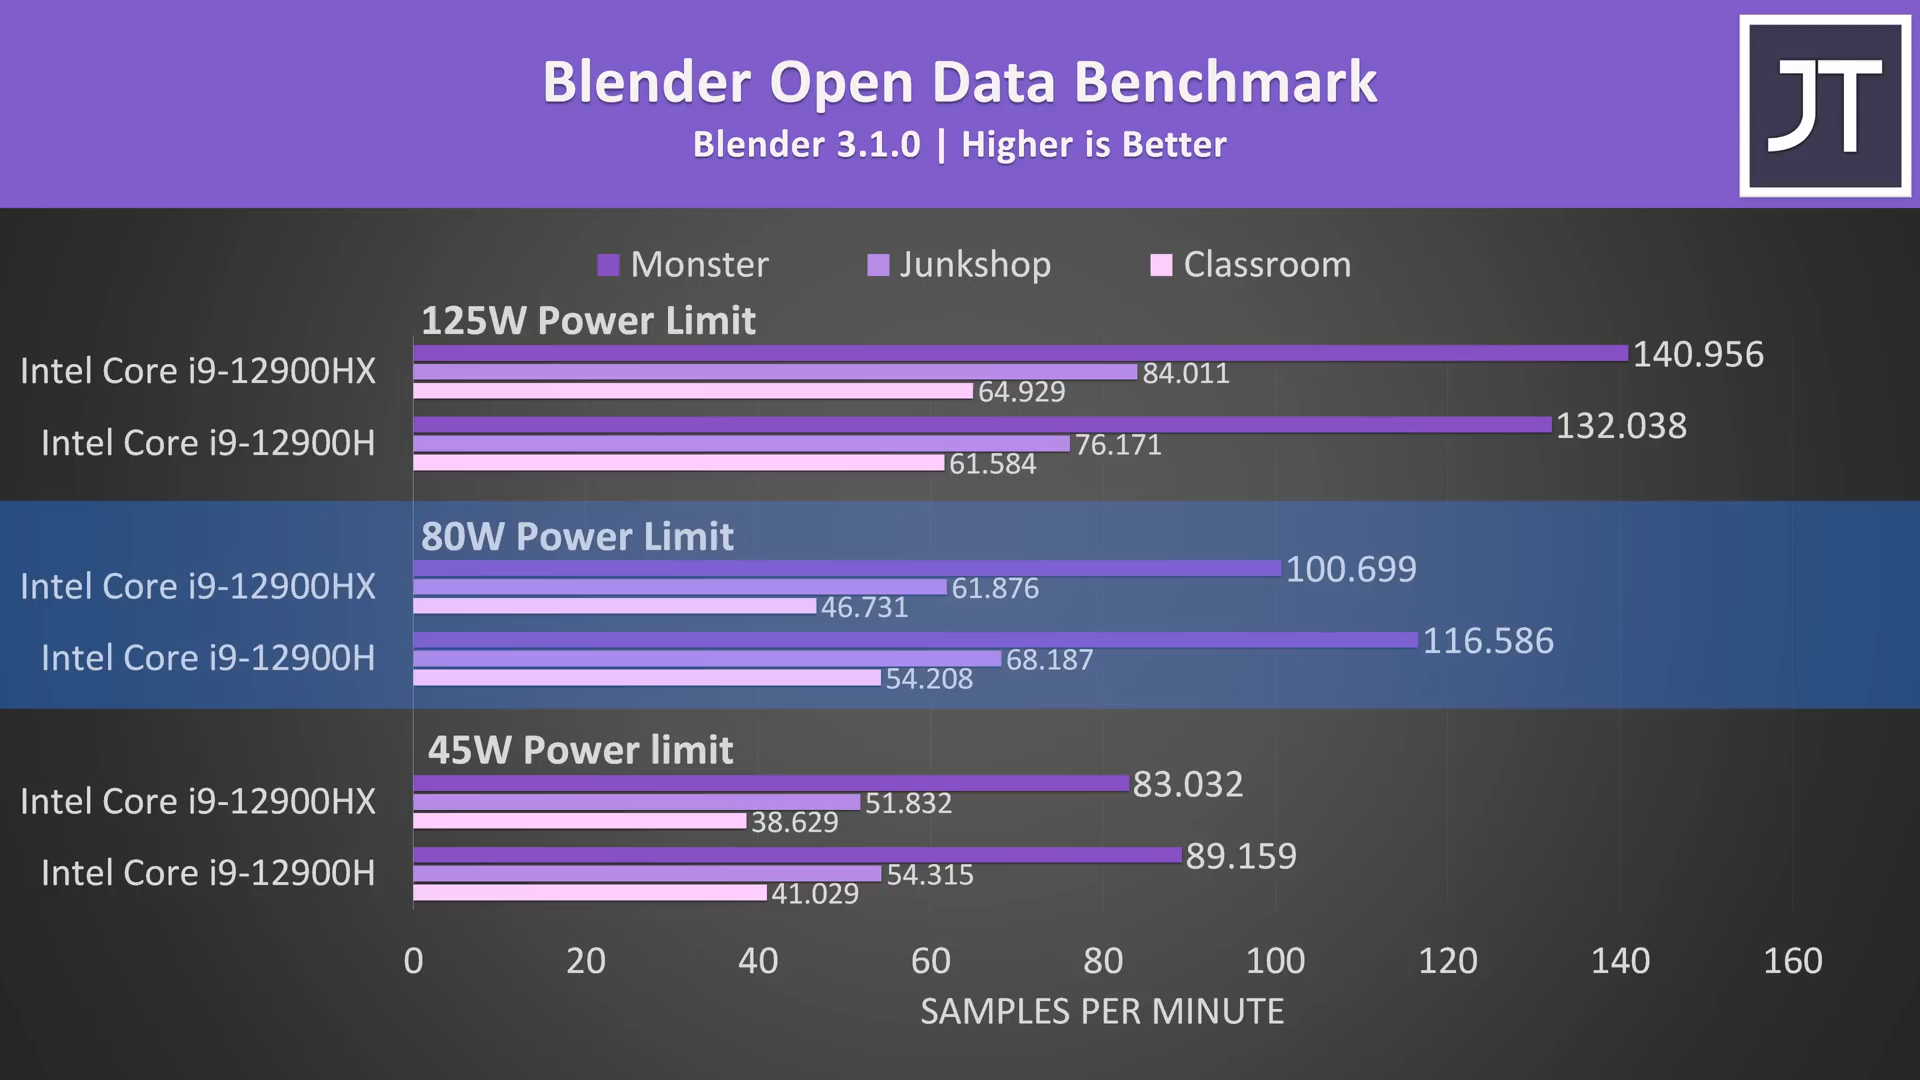 Blender Open Data Benchmark
Blender 3.1.0 | Higher is Better
JT
Monster Junkshop Classroom
125W Power Limit
Intel Core i9-12900HX
140.956
84.011
64.929
Intel Core i9-12900H
132.038
76.171
61.584
80W Power Limit
Intel Core i9-12900HX
100.699
61.876
46.731
Intel Core i9-12900H
116.586
68.187
54.208
45W Power limit
Intel Core i9-12900HX
83.032
51.832
38.629
Intel Core i9-12900H
89.159
54.315
41.029
0 20 40 60 80 100 120 140 160
SAMPLES PER MINUTE